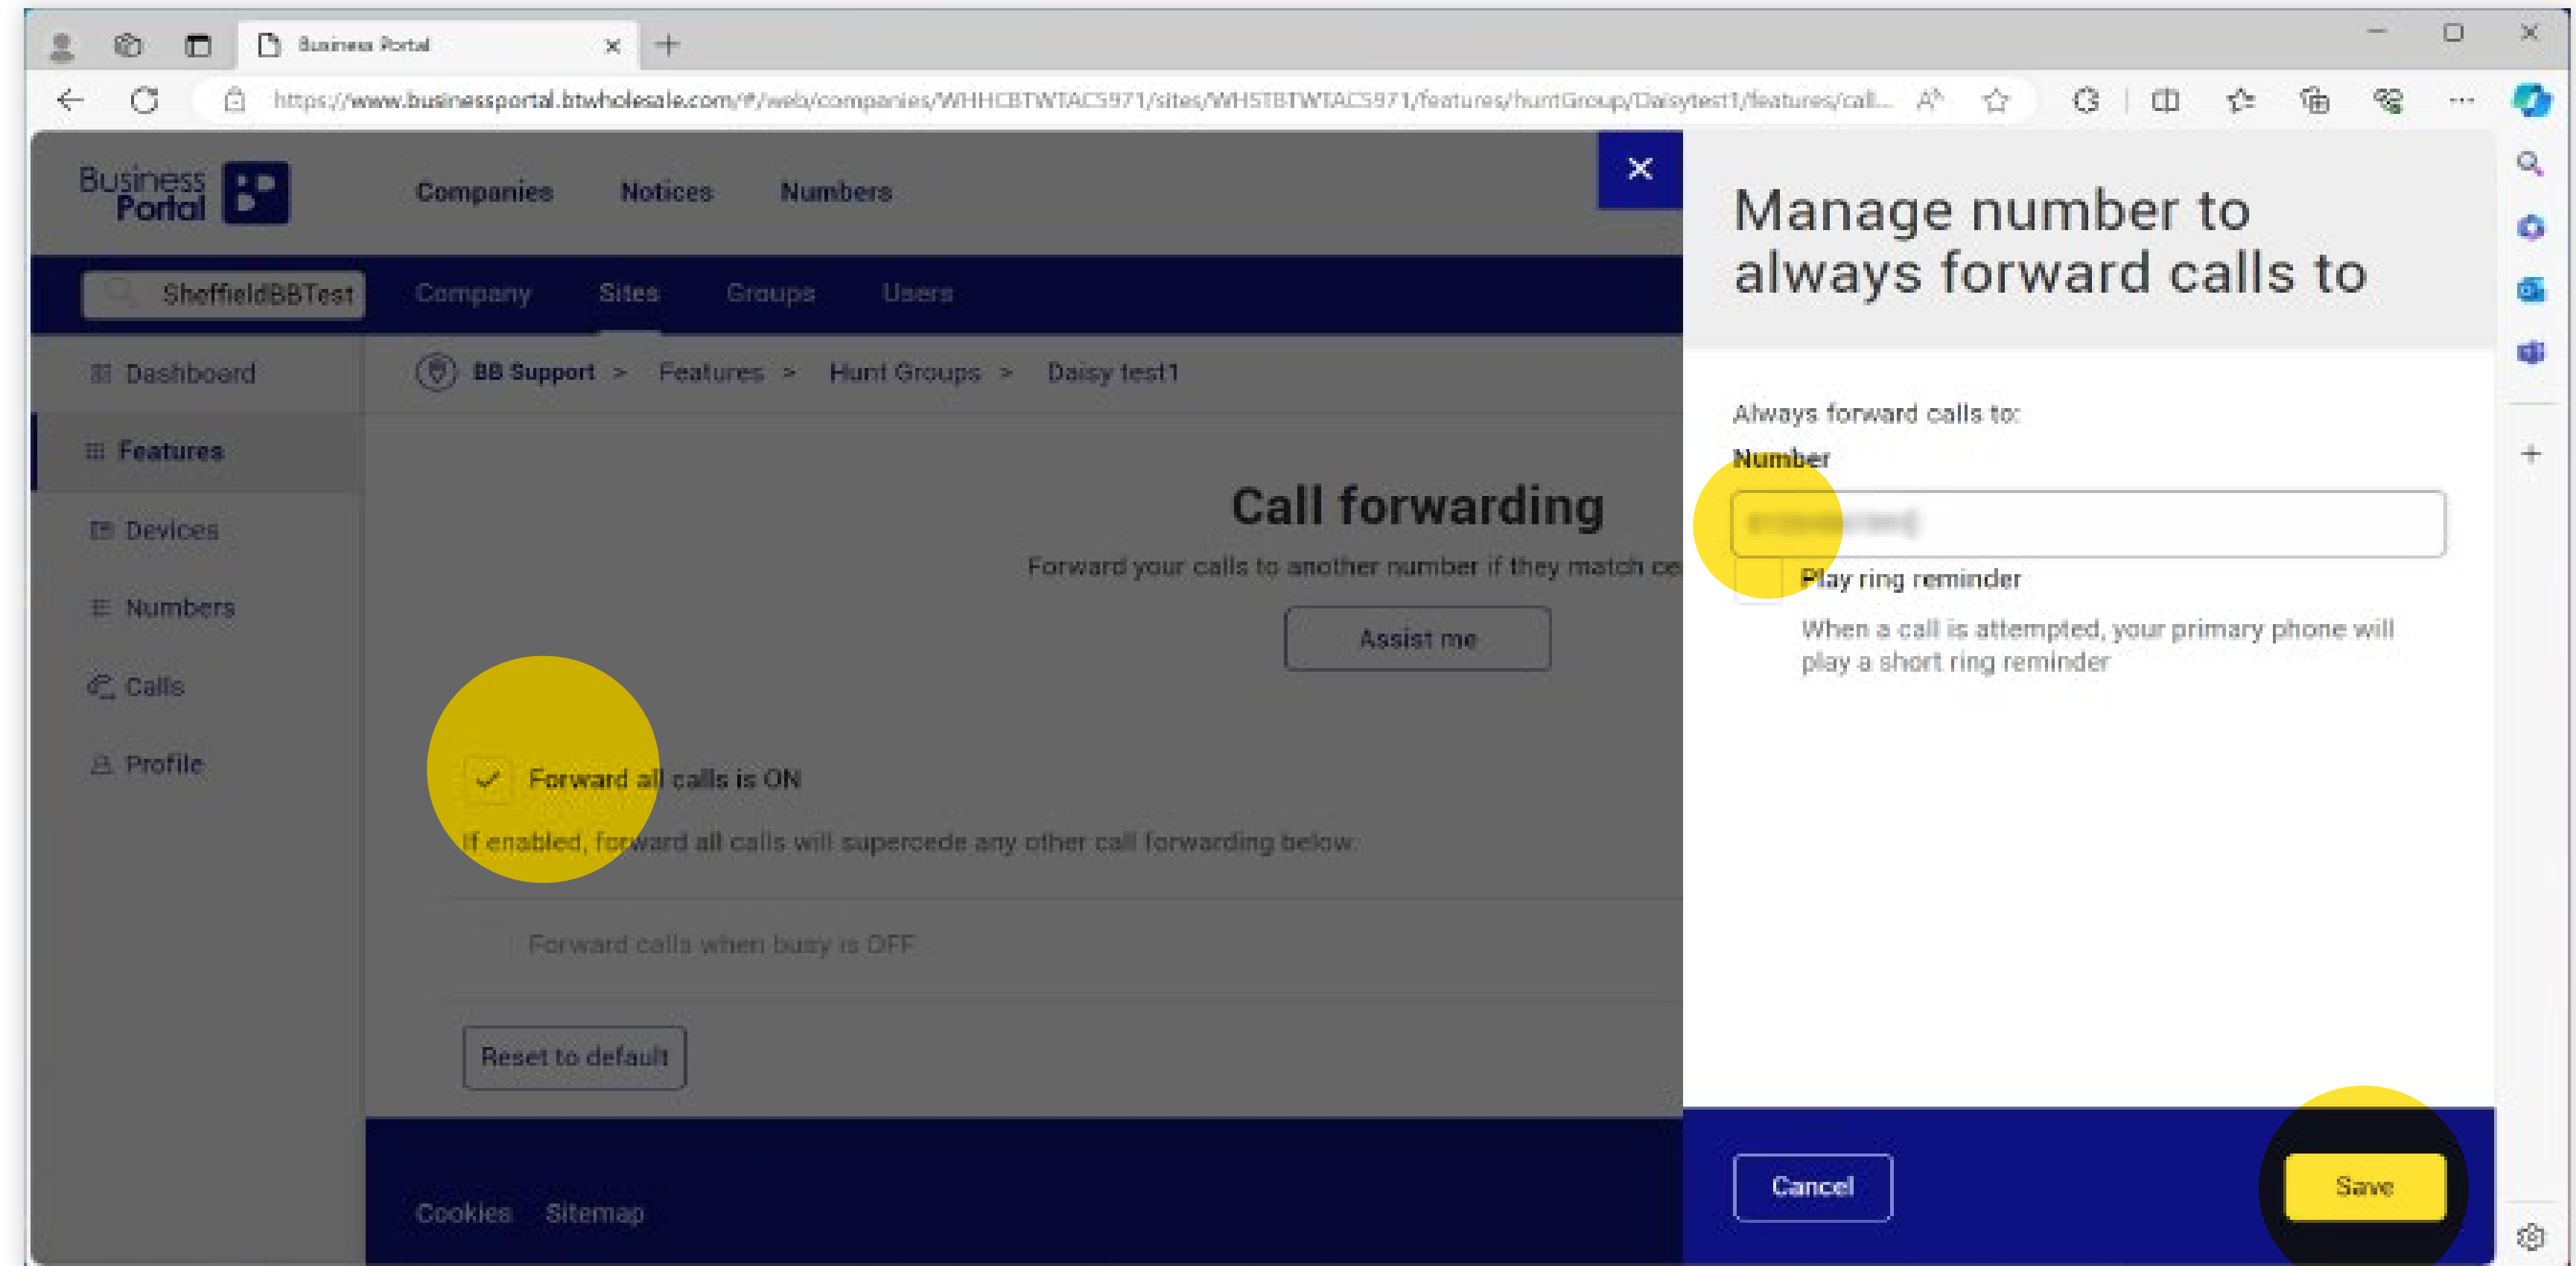 Business Portal
https://www.businessportal.btwholesale.com/#/web/companies/WHHCBTWTAC5971/sites/WHSTBTWTAC5971/features/huntGroup/Daisytest1/features/call...
Business Portal
BP
Companies Notices Numbers
SheffieldBBTest
Company Sites Groups Users
Dashboard
Features
Devices
Numbers
Calls
Profile
BB Support > Features > Hunt Groups > Daisy test1
Call forwarding
Forward your calls to another number if they match
Assist me
Forward all calls is ON
If enabled, forward all calls will supercede any other call forwarding below.
Forward calls when busy is OFF
Reset to default
Cookies Sitemap
Manage number to
always forward calls to
Always forward calls to:
Number
Play ring reminder
When a call is attempted, your primary phone will
play a short ring reminder
Cancel
Save